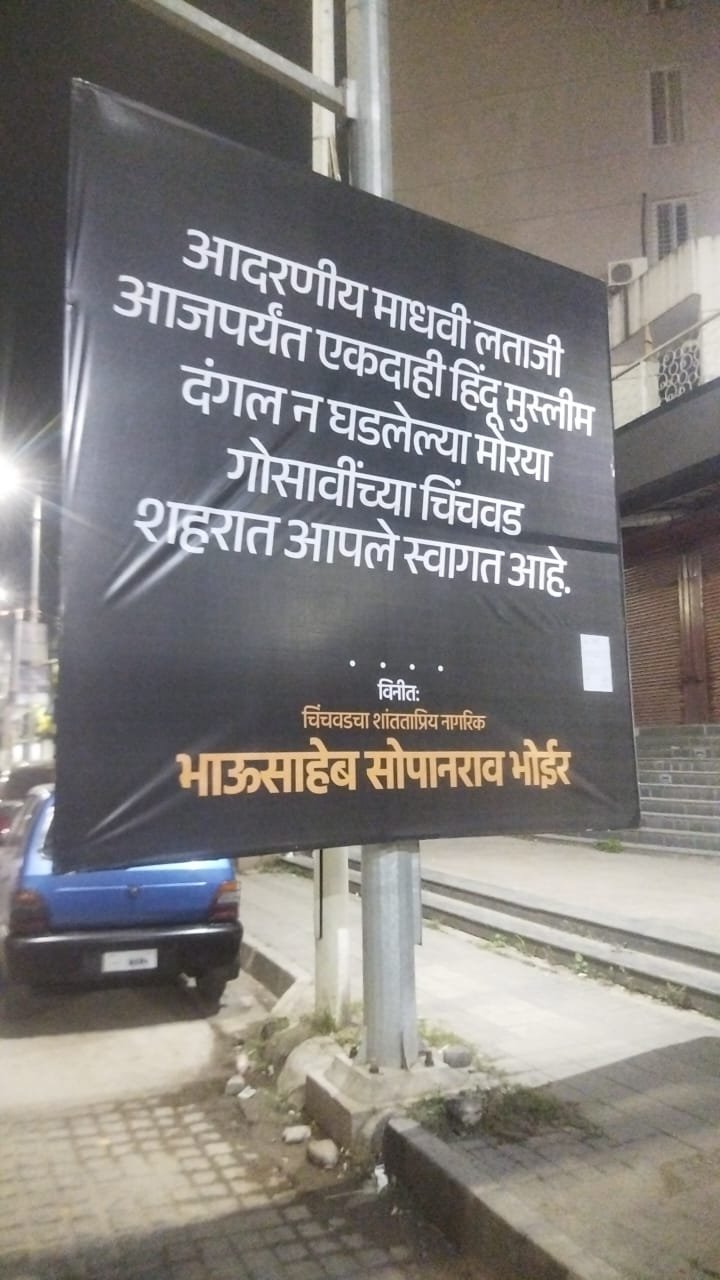 आदरणीय माधवी लताजी
आजपर्यंत एकदाही हिंदू मुस्लीम
दंगल न घडलेल्या मोरया
गोसावींच्या चिंचवड
शहरात आपले स्वागत आहे.
. . . .
विनीत:
चिंचवडचा शांतताप्रिय नागरिक
भाऊसाहेब सोपानराव भोईर